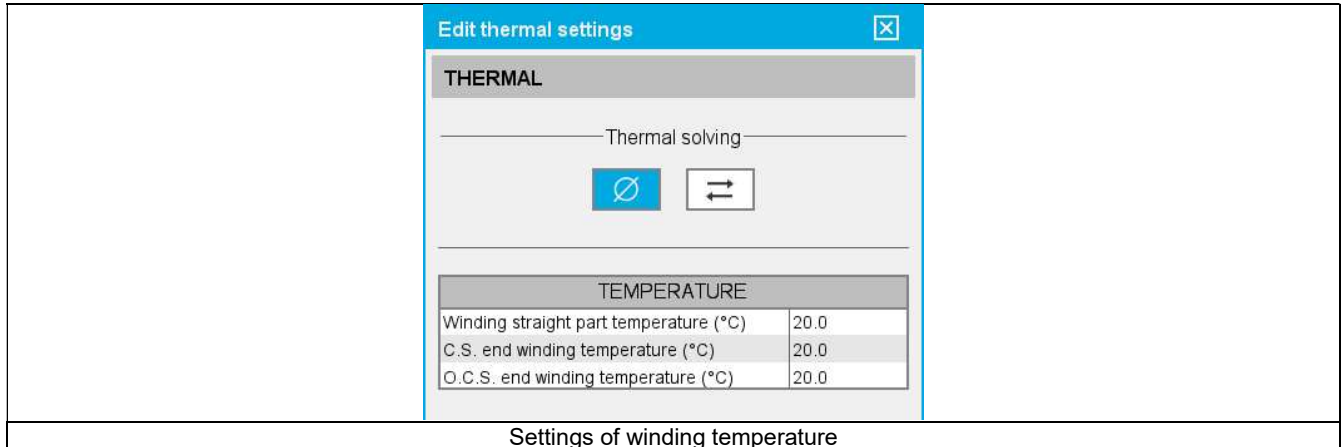 Edit thermal settings
THERMAL
Thermal solving
TEMPERATURE
Winding straight part temperature (°C) 20.0
C.S. end winding temperature (°C) 20.0
O.C.S. end winding temperature (°C) 20.0
Settings of winding temperature